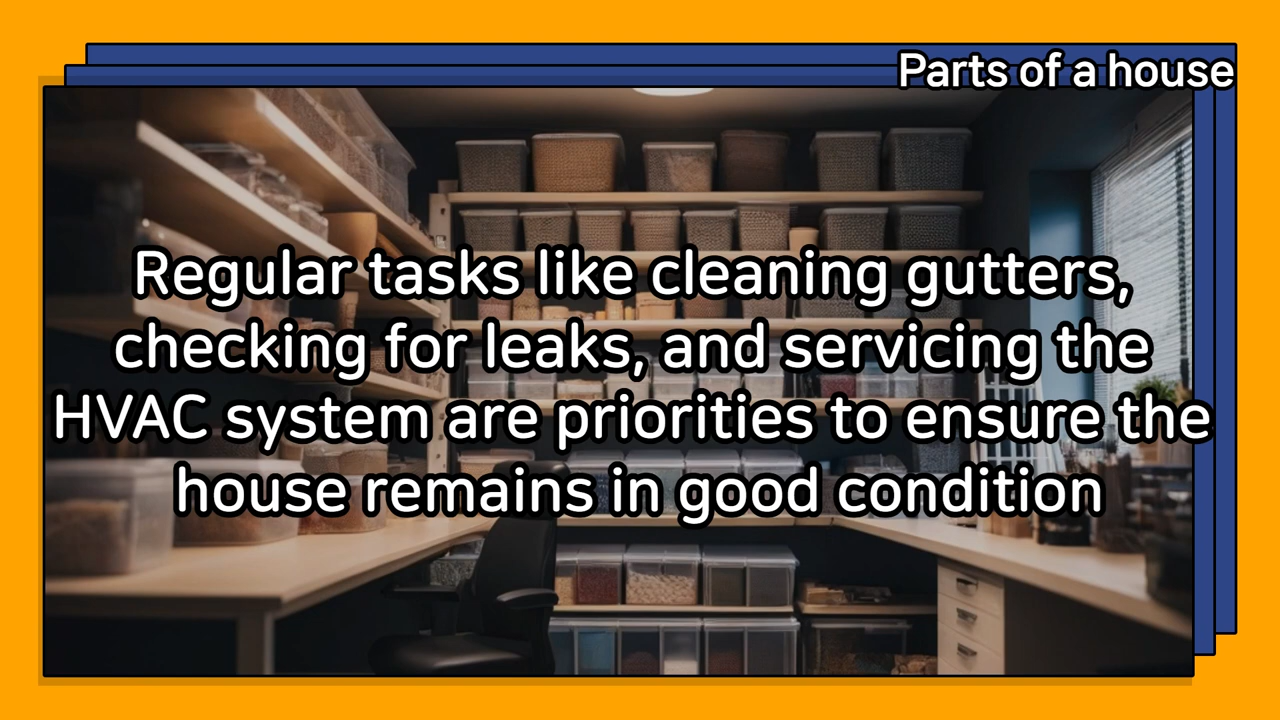 Parts of a house
Regular tasks like cleaning gutters,
checking for leaks, and servicing the
HVAC system are priorities to ensure the
house remains in good condition